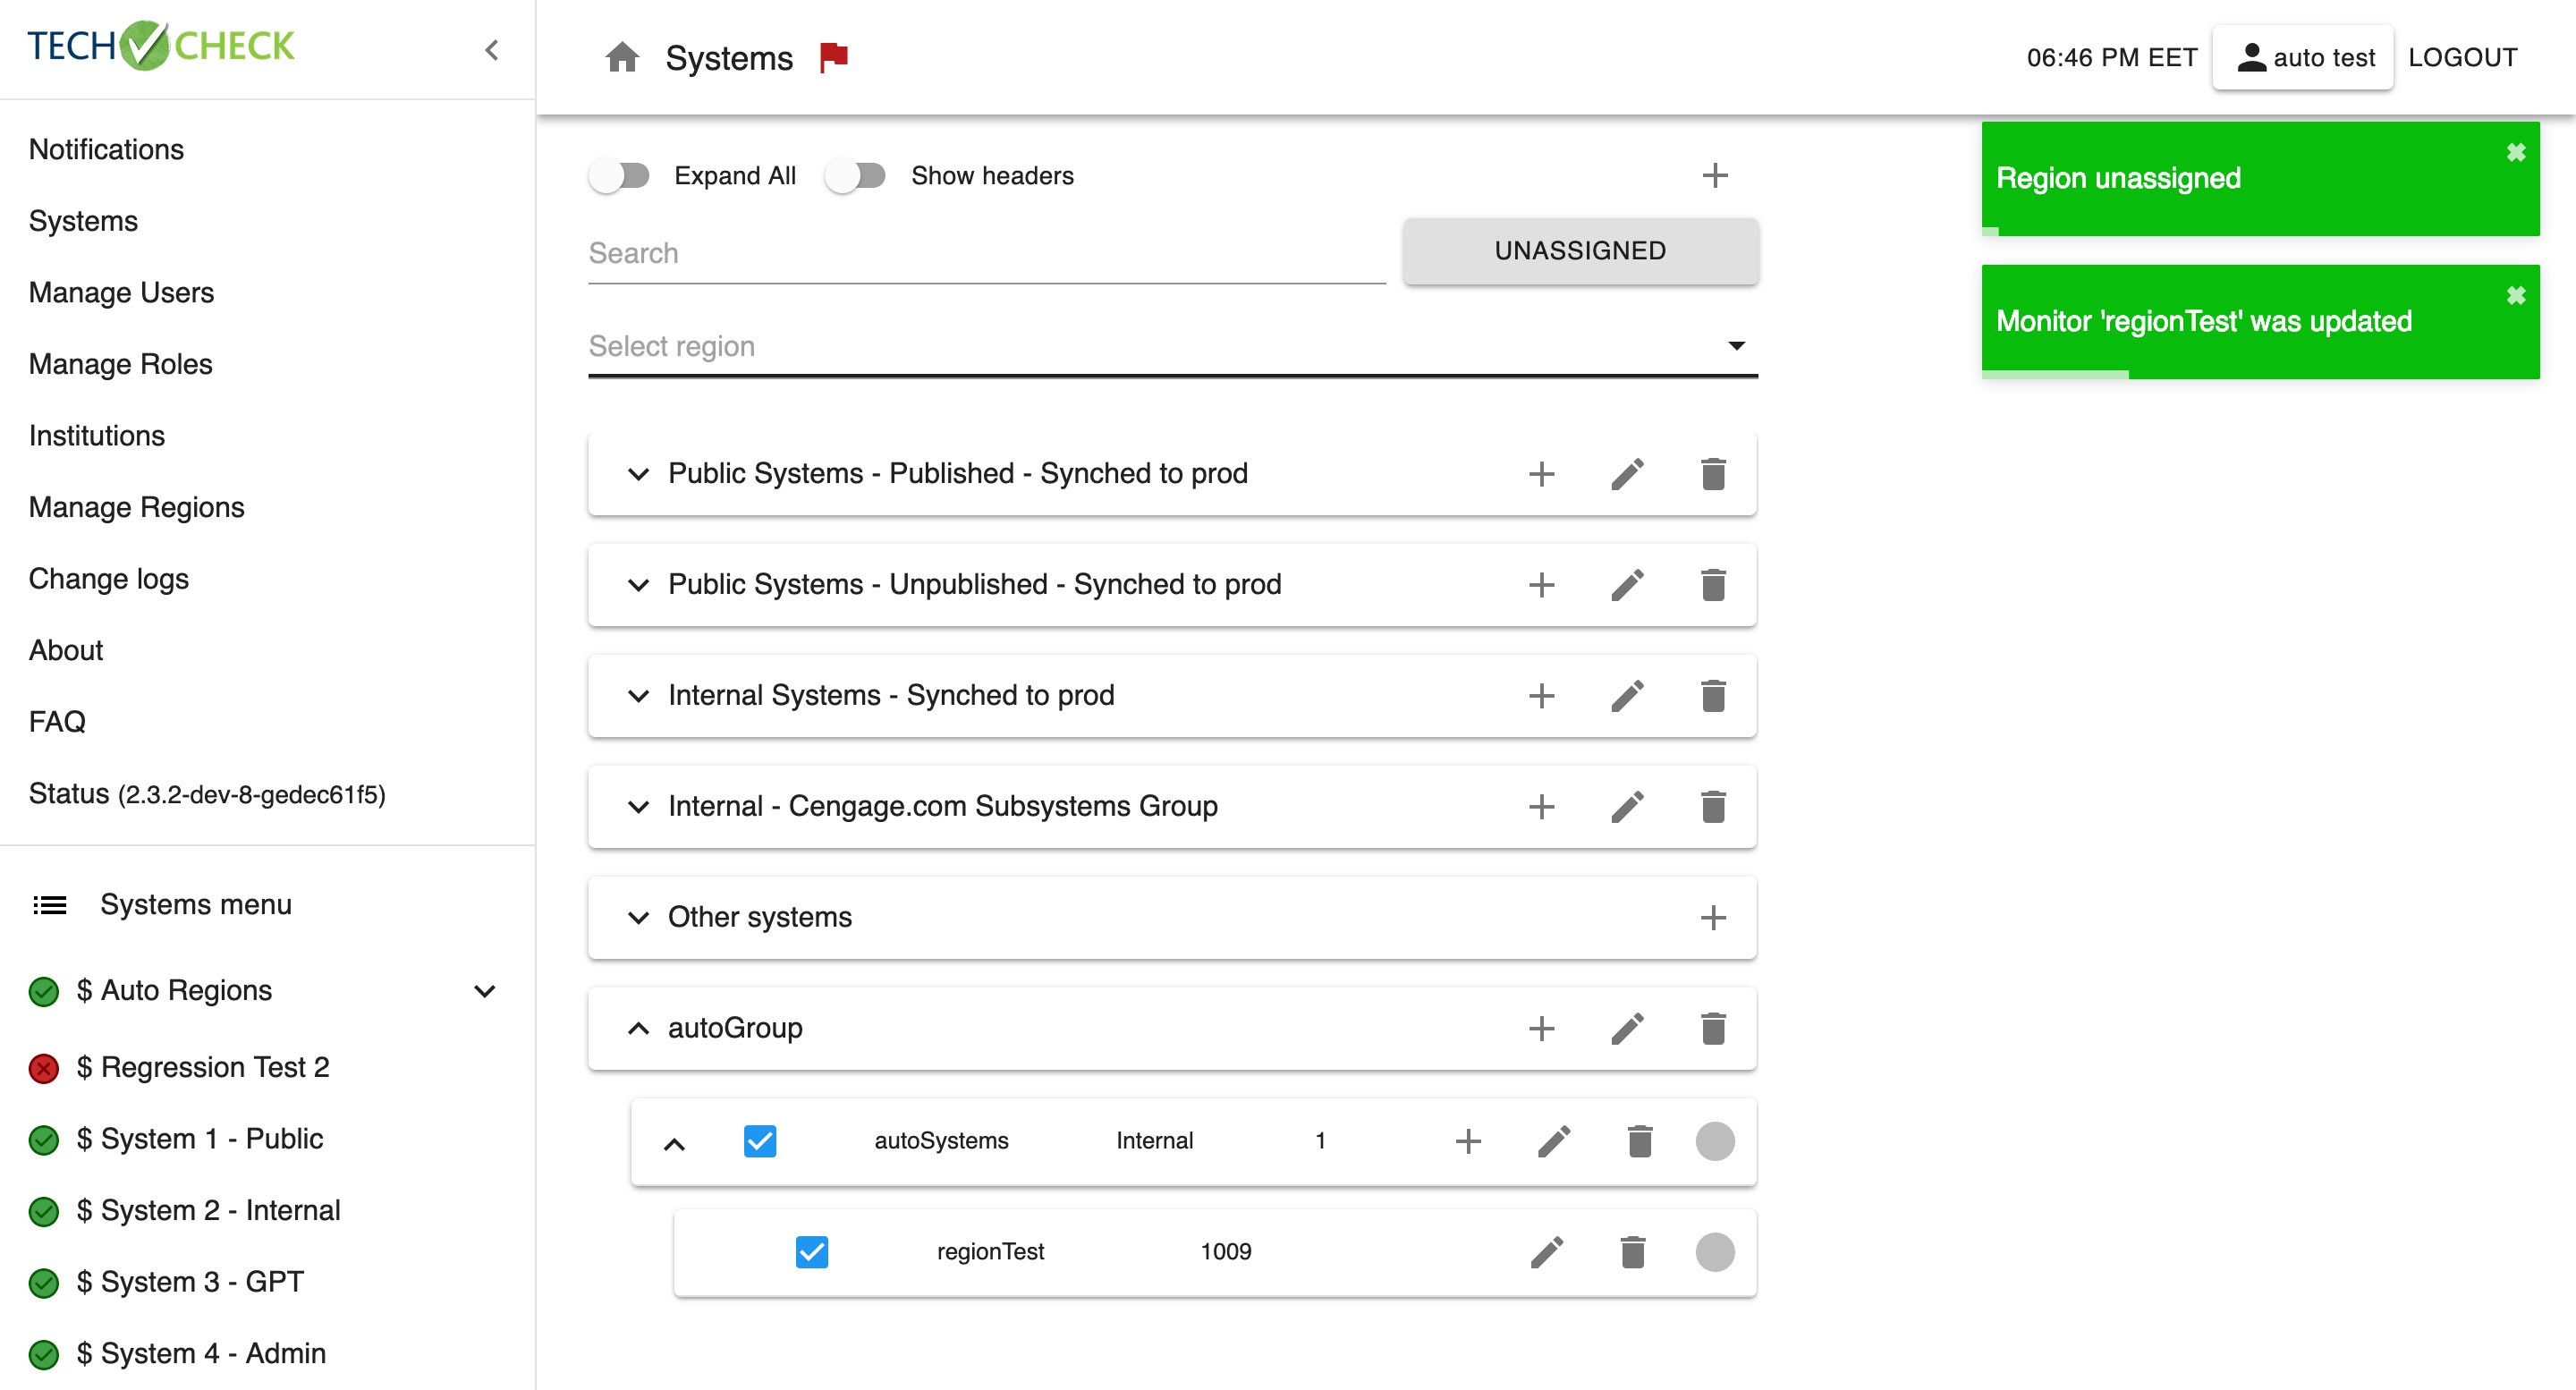 TECH CHECK
Notifications
Systems
Manage Users
Manage Roles
Institutions
Manage Regions
Change logs
About
FAQ
Status (2.3.2-dev-8-gedec61f5)
Systems menu
$ Auto Regions
$ Regression Test 2
$ System 1 - Public
$ System 2 - Internal
$ System 3 - GPT
$ System 4 - Admin
Systems
06:46 PM EET
auto test
LOGOUT
Expand All
Show headers
Search
UNASSIGNED
Select region
Public Systems - Published - Synched to prod
Public Systems - Unpublished - Synched to prod
Internal Systems - Synched to prod
Internal - Cengage.com Subsystems Group
Other systems
autoGroup
autoSystems Internal 1
regionTest 1009
Region unassigned
Monitor 'regionTest' was updated